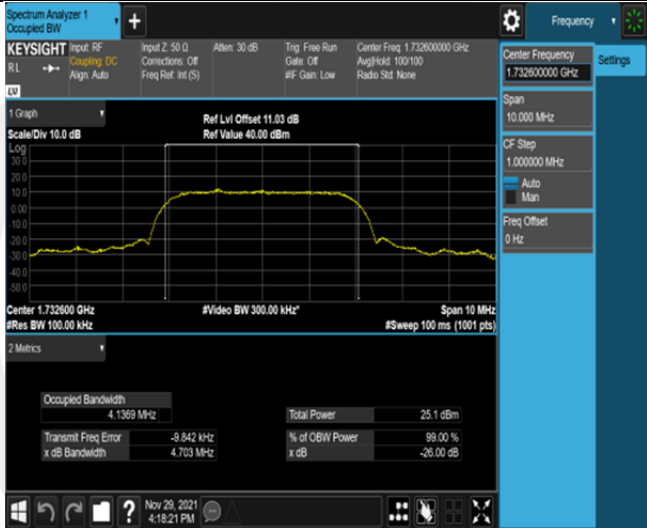 Spectrum Analyzer 1
Occupied BW
Frequency
KEYSIGHT
Input: RF
Coupling: DC
Align: Auto
Input Z: 50 Ω
Corrections: Off
Freq Ref: Int (S)
Atten: 30 dB
Trig: Free Run
Gate: Off
#IF Gain: Low
Center Freq: 1.732600000 GHz
Avg|Hold: 100/100
Radio Std: None
RL
Center Frequency
1.732600000 GHz
Settings
Span
10.000 MHz
CF Step
1.000000 MHz
Auto
Man
Freq Offset
0 Hz
1 Graph
Scale/Div 10.0 dB
Ref Lvl Offset 11.03 dB
Ref Value 40.00 dBm
Log
30.0
20.0
10.0
0.00
-10.0
-20.0
-30.0
-40.0
-50.0
Center 1.732600 GHz
#Res BW 100.00 kHz
#Video BW 300.00 kHz*
Span 10 MHz
#Sweep 100 ms (1001 pts)
2 Metrics
Occupied Bandwidth
4.1369 MHz
Total Power 25.1 dBm
Transmit Freq Error -9.842 kHz
% of OBW Power 99.00 %
x dB Bandwidth 4.703 MHz
x dB -26.00 dB
?
Nov 29, 2021
4:18:21 PM